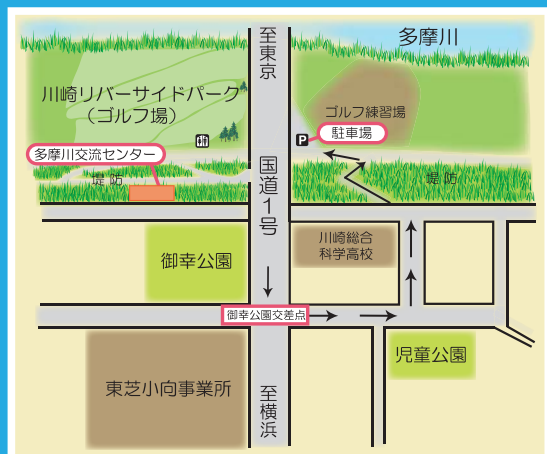 至東京
多摩川
川崎リバーサイドパーク
（ゴルフ場）
ゴルフ練習場
P
駐車場
多摩川交流センター
堤防
国道1号
堤防
川崎総合
科学高校
御幸公園
御幸公園交差点
児童公園
東芝小向事業所
至横浜